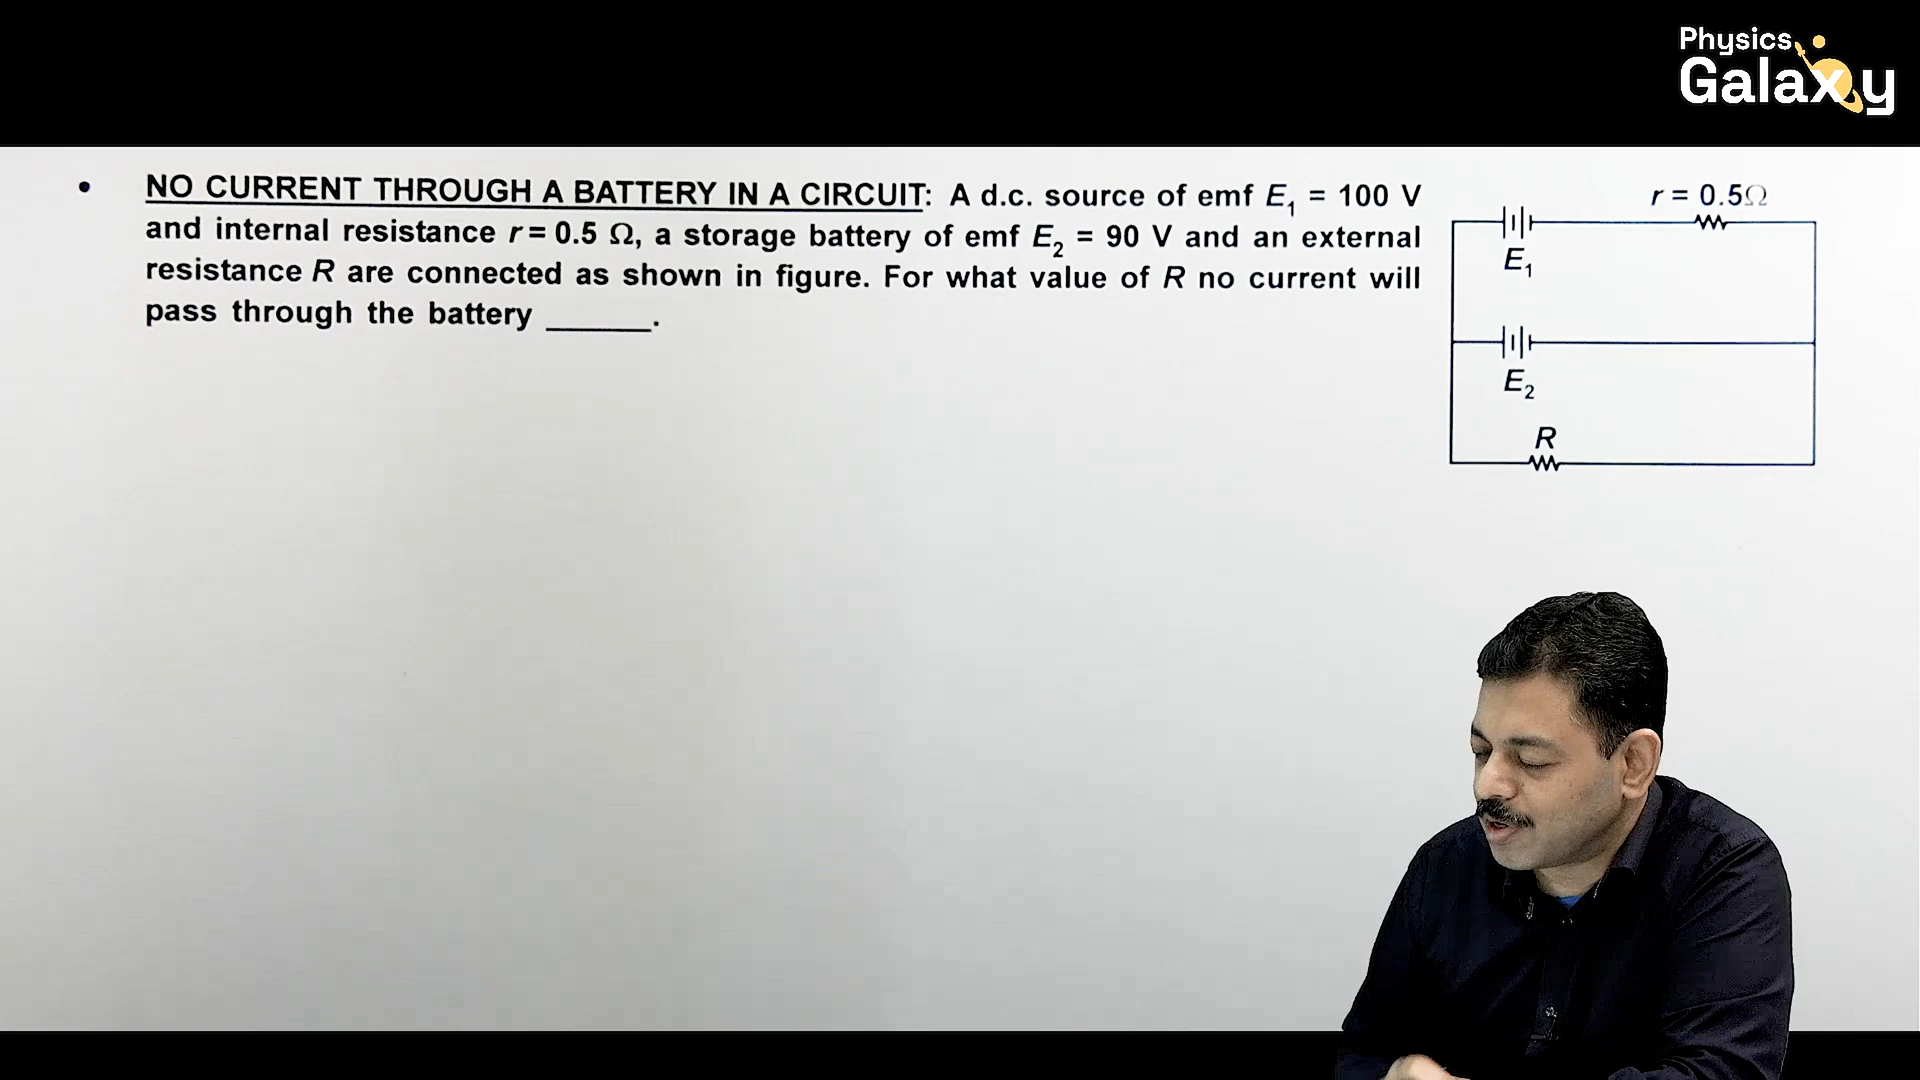 Physics
Galaxy
• NO CURRENT THROUGH A BATTERY IN A CIRCUIT: A d.c. source of emf E₁ = 100 V
and internal resistance r = 0.5 Ω, a storage battery of emf E₂ = 90 V and an external
resistance R are connected as shown in figure. For what value of R no current will
pass through the battery ______.
r = 0.5Ω
E₁
E₂
R